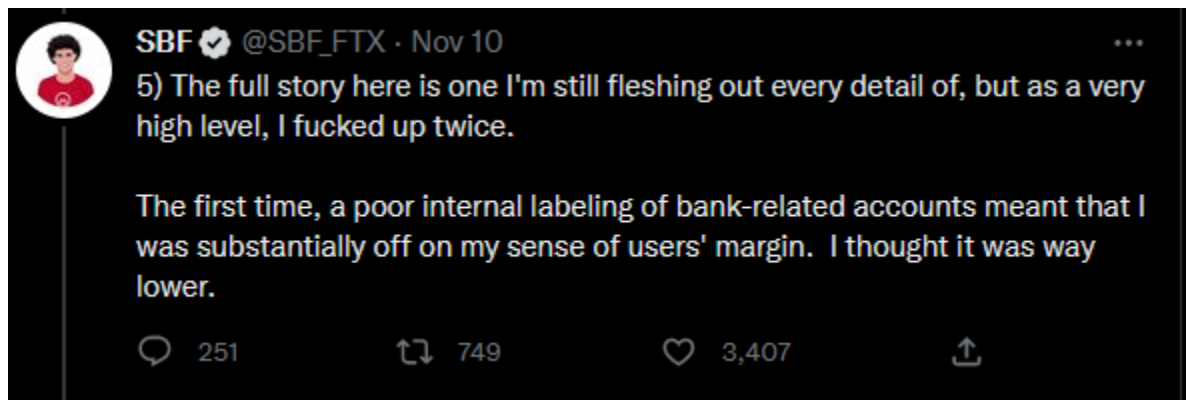 SBF @SBF_FTX · Nov 10
5) The full story here is one I'm still fleshing out every detail of, but as a very
high level, I fucked up twice.
The first time, a poor internal labeling of bank-related accounts meant that I
was substantially off on my sense of users' margin.  I thought it was way
lower.
251 749 3,407